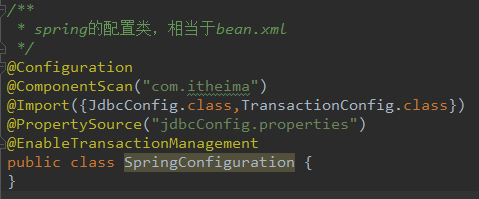 /**
 * spring的配置类，相当于bean.xml
 */
@Configuration
@ComponentScan("com.itheima")
@Import({JdbcConfig.class,TransactionConfig.class})
@PropertySource("jdbcConfig.properties")
@EnableTransactionManagement
public class SpringConfiguration {
}